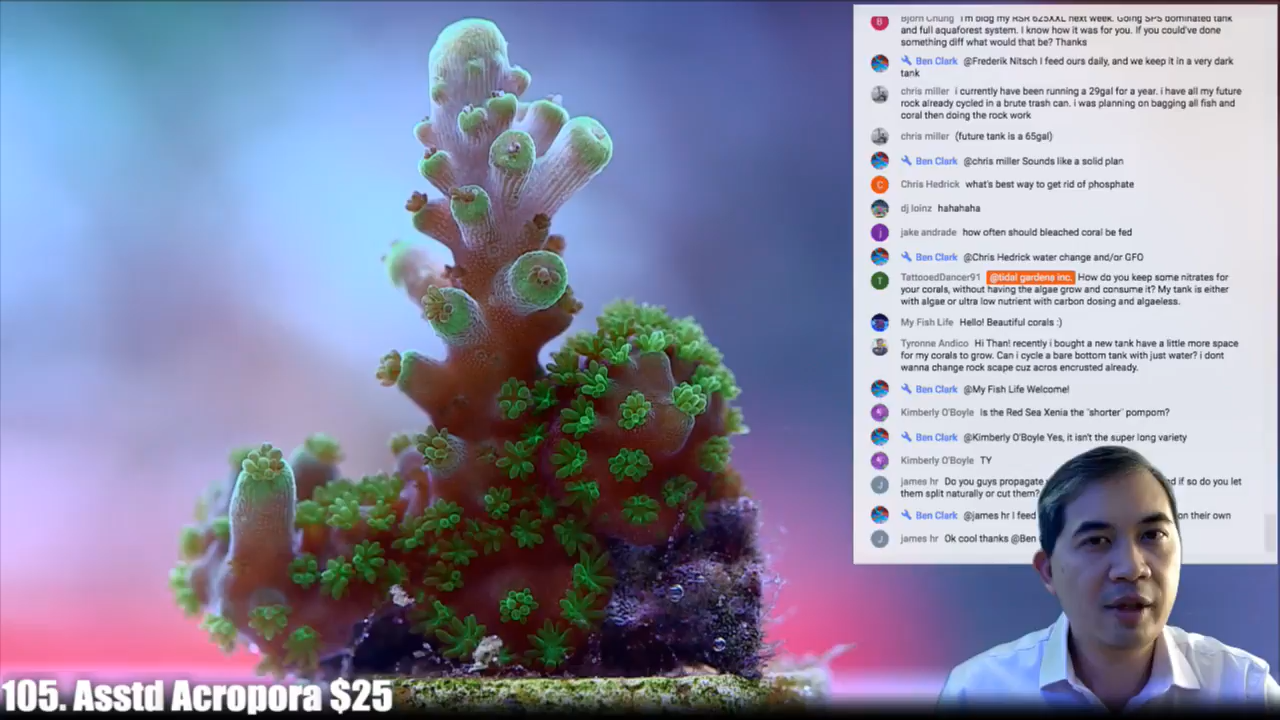 Bjorn Chung I'm blog my RSR 625XXL next week. Going SPS dominated tank
and full aquaforest system. I know how it was for you. If you could've done
something diff what would that be? Thanks
Ben Clark @Frederik Nitsch I feed ours daily, and we keep it in a very dark
tank
chris miller i currently have been running a 29gal for a year. i have all my future
rock already cycled in a brute trash can. i was planning on bagging all fish and
coral then doing the rock work
chris miller (future tank is a 65gal)
Ben Clark @chris miller Sounds like a solid plan
Chris Hedrick what's best way to get rid of phosphate
dj loinz hahahaha
jake andrade how often should bleached coral be fed
Ben Clark @Chris Hedrick water change and/or GFO
TattooedDancer91 @tidal gardens inc. How do you keep some nitrates for
your corals, without having the algae grow and consume it? My tank is either
with algae or ultra low nutrient with carbon dosing and algaeless.
My Fish Life Hello! Beautiful corals :)
Tyronne Andico Hi Than! recently i bought a new tank have a little more space
for my corals to grow. Can i cycle a bare bottom tank with just water? i dont
wanna change rock scape cuz acros encrusted already.
Ben Clark @My Fish Life Welcome!
Kimberly O'Boyle Is the Red Sea Xenia the "shorter" pompom?
Ben Clark @Kimberly O'Boyle Yes, it isn't the super long variety
Kimberly O'Boyle TY
james hr Do you guys propagate d if so do you let
them split naturally or cut them?
Ben Clark @james hr I feed on their own
james hr Ok cool thanks @Ben
105. Asstd Acropora $25